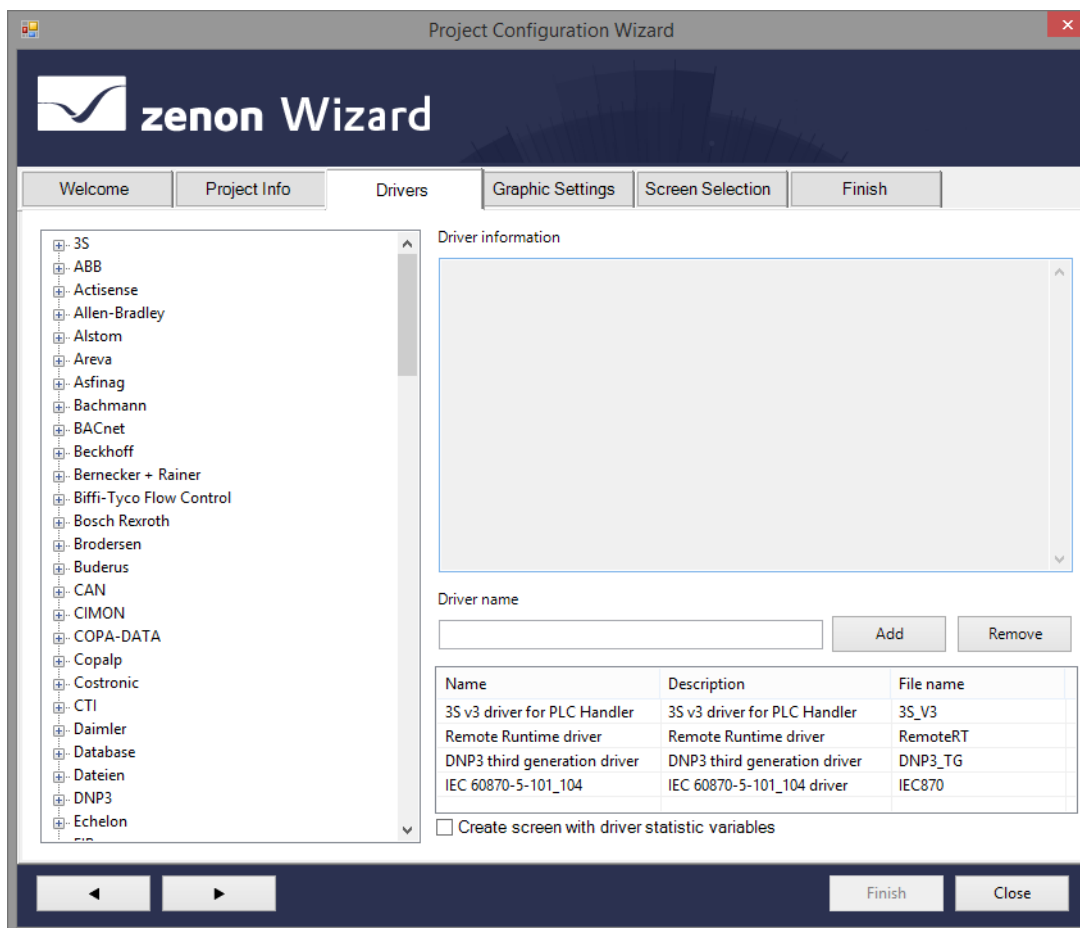 Project Configuration Wizard
zenon Wizard
Welcome
Project Info
Drivers
Graphic Settings
Screen Selection
Finish
3S
ABB
Actisense
Allen-Bradley
Alstom
Areva
Asfinag
Bachmann
BACnet
Beckhoff
Bernecker + Rainer
Biffi-Tyco Flow Control
Bosch Rexroth
Brodersen
Buderus
CAN
CIMON
COPA-DATA
Copalp
Costronic
CTI
Daimler
Database
Dateien
DNP3
Echelon
Driver information
Driver name
Add
Remove
Name Description File name
3S v3 driver for PLC Handler 3S v3 driver for PLC Handler 3S_V3
Remote Runtime driver Remote Runtime driver RemoteRT
DNP3 third generation driver DNP3 third generation driver DNP3_TG
IEC 60870-5-101_104 IEC 60870-5-101_104 driver IEC870
Create screen with driver statistic variables
Finish
Close